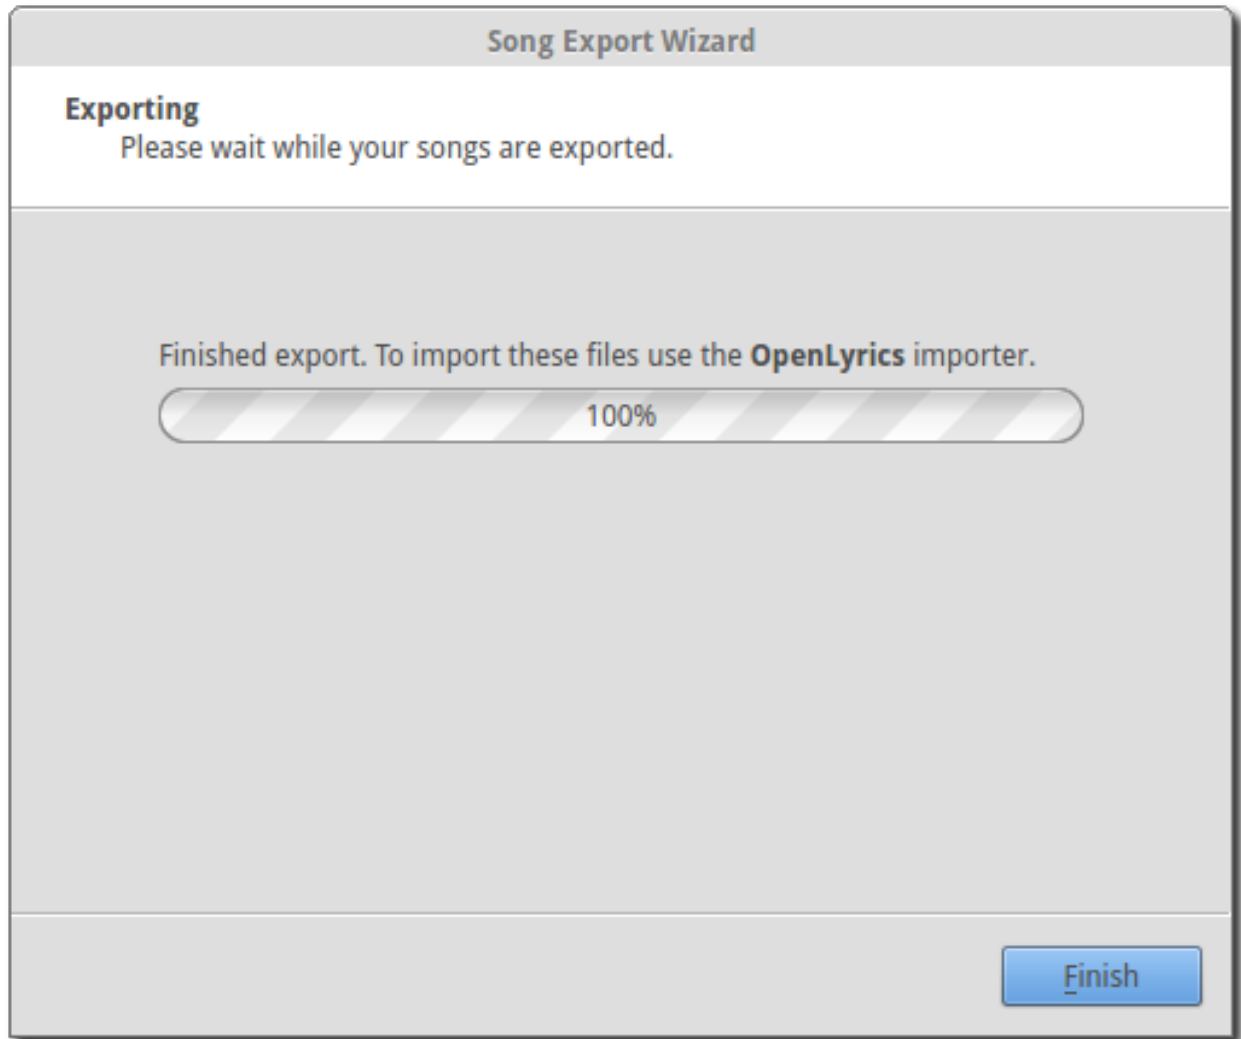 Song Export Wizard
Exporting
Please wait while your songs are exported.
Finished export. To import these files use the OpenLyrics importer.
100%
Finish